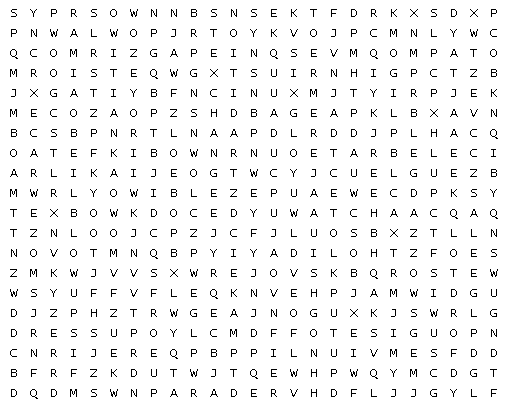 S Y P R S O W N N B S N S E K T F D R K X S D X P
P N W A L W O P J R T O Y K V O J P C M N L Y W C
Q C O M R I Z G A P E I N Q S E V M Q O M P A T O
M R O I S T E Q W G X T S U I R N H I G P C T Z B
J X G A T I Y B F N C I N U X M J T Y I R P J E K
M E C O Z A O P Z S H D B A G E A P K L B X A V N
B C S B P N R T L N A A P D L R D D J P L H A C Q
O A T E F K I B O W N R N U O E T A R B E L E C I
A R L I K A I J E O G T W C Y J C U E L G U E Z B
M W R L Y O W I B L E Z E P U A E W E C D P K S Y
T E X B O W K D O C E D Y U W A T C H A A C Q A Q
T Z N L O O J C P Z J C F J L U O S B X Z T L L N
N O V O T M N Q B P Y I Y A D I L O H T Z F O E S
Z M K W J V V S X W R E J O V S K B Q R O S T E W
W S Y U F F V F L E Q K N V E H P J A M W I D G U
D J Z P H Z T R W G E A J N O G U X K J S W R L G
D R E S S U P O Y L C M D F F O T E S I G U O P N
C N R I J E R E Q P B P P I L N U I V M E S F D D
B F R F Z K D U T W J T Q E W H P W Q Y M C D G T
D Q D M S W N P A R A D E R V H D F L J J G Y L F